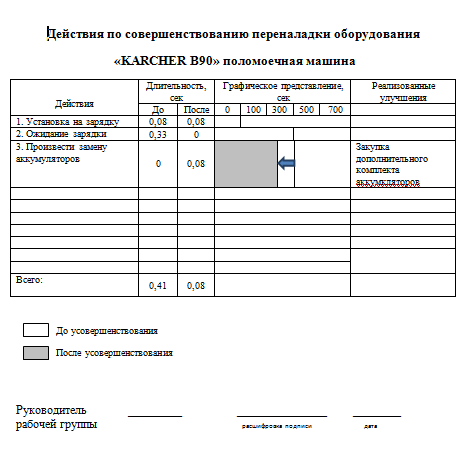 Действия по совершенствованию переналадки оборудования
«KARCHER B90» поломоечная машина
Действия
Длительность, сек
До
После
Графическое представление, сек
0 100 300 500 700
Реализованные улучшения
1. Установка на зарядку 0,08 0,08
2. Ожидание зарядки 0,33 0
3. Произвести замену
аккумуляторов
0 0,08
Закупка
дополнительного
комплекта
аккумкляторов
Всего:
0,41 0,08
До усовершенствования
После усовершенствования
Руководитель
рабочей группы
расшифровка подписи
дата